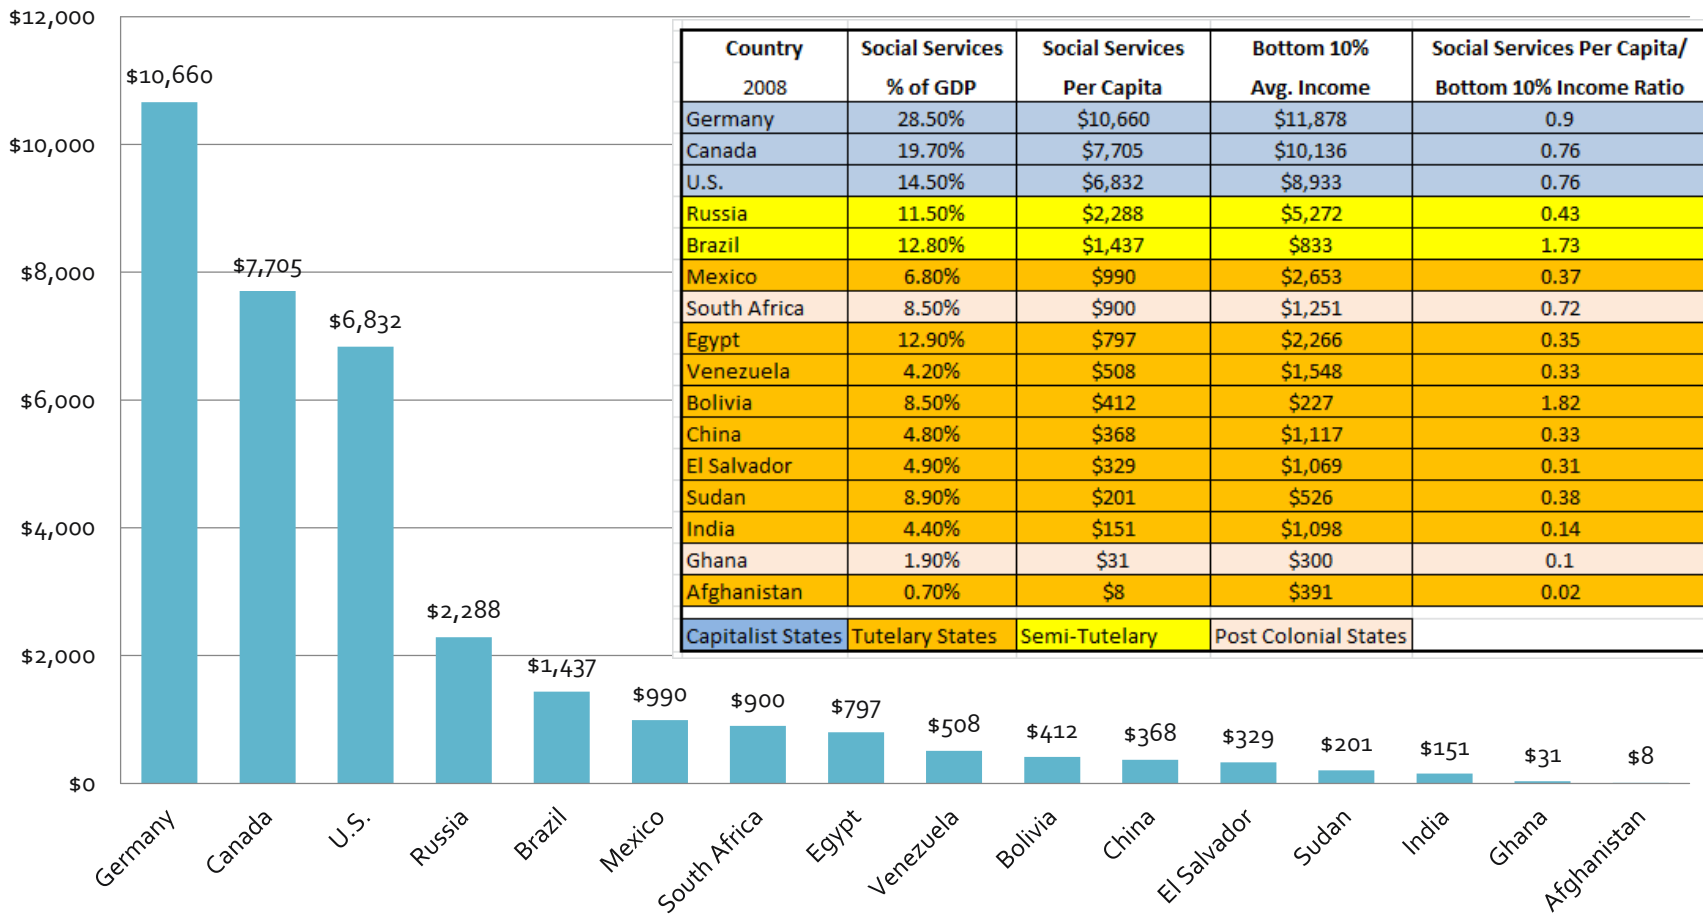 $12,000
$10,000
$8,000
$6,000
$4,000
$2,000
$0
$10,660
$7,705
$6,832
$2,288
$1,437
$990
$900
$797
$508
$412
$368
$329
$201
$151
$31
$8
Germany
Canada
U.S.
Russia
Brazil
Mexico
South Africa
Egypt
Venezuela
Bolivia
China
El Salvador
Sudan
India
Ghana
Afghanistan
Country Social Services Social Services Bottom 10% Social Services Per Capita/
2008 % of GDP Per Capita Avg. Income Bottom 10% Income Ratio
Germany 28.50% $10,660 $11,878 0.9
Canada 19.70% $7,705 $10,136 0.76
U.S. 14.50% $6,832 $8,933 0.76
Russia 11.50% $2,288 $5,272 0.43
Brazil 12.80% $1,437 $833 1.73
Mexico 6.80% $990 $2,653 0.37
South Africa 8.50% $900 $1,251 0.72
Egypt 12.90% $797 $2,266 0.35
Venezuela 4.20% $508 $1,548 0.33
Bolivia 8.50% $412 $227 1.82
China 4.80% $368 $1,117 0.33
El Salvador 4.90% $329 $1,069 0.31
Sudan 8.90% $201 $526 0.38
India 4.40% $151 $1,098 0.14
Ghana 1.90% $31 $300 0.1
Afghanistan 0.70% $8 $391 0.02
Capitalist States Tutelary States Semi-Tutelary Post Colonial States